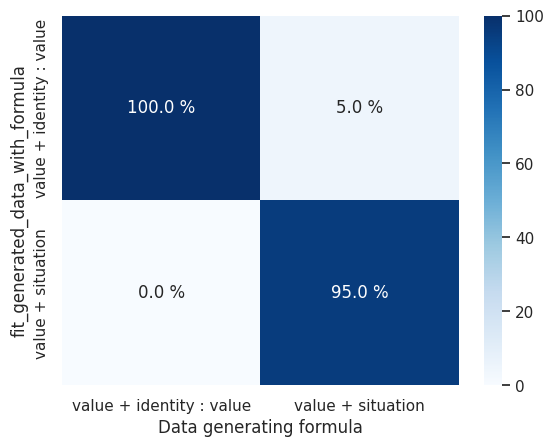 fit_generated_data_with_formula
value + identity : value
value + situation
100.0 %
5.0 %
0.0 %
95.0 %
value + identity : value
value + situation
Data generating formula
100
80
60
40
20
0